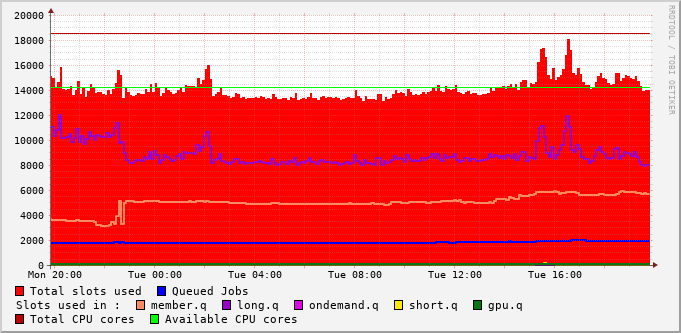 20000
18000
16000
14000
12000
10000
8000
6000
4000
2000
0
Mon 20:00 Tue 00:00 Tue 04:00 Tue 08:00 Tue 12:00 Tue 16:00
RRDTOOL / TOBI OETIKER
Total slots used Queued Jobs
Slots used in : member.q long.q ondemand.q short.q gpu.q
Total CPU cores Available CPU cores